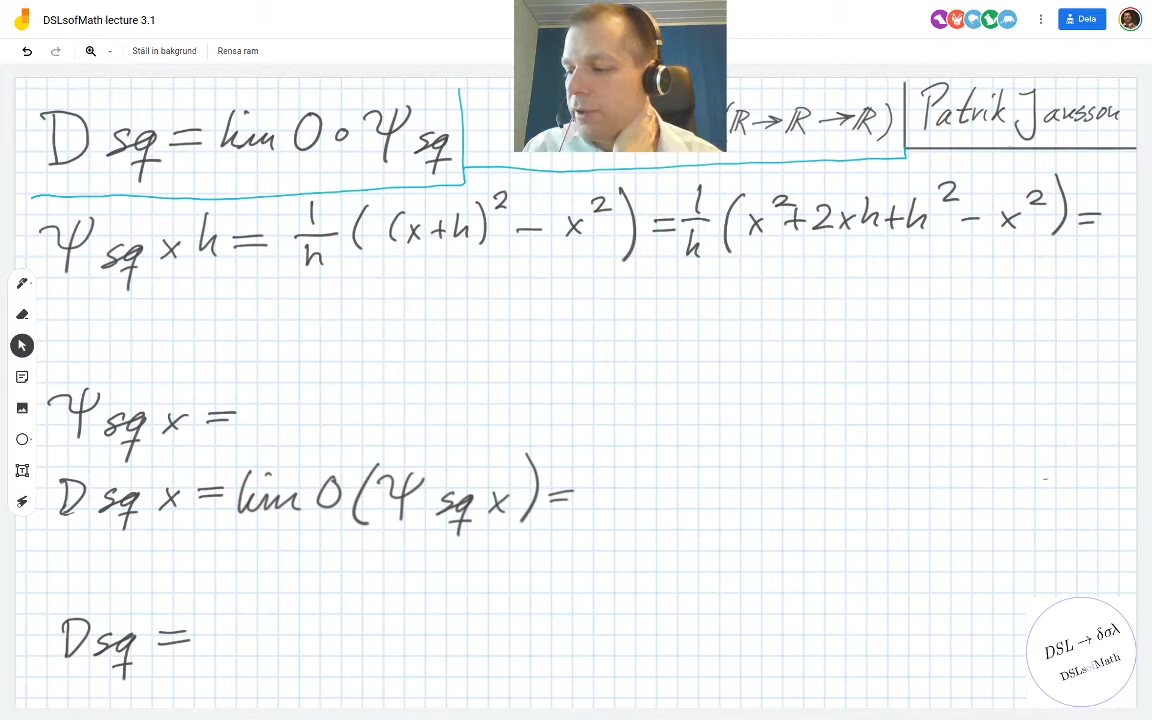 DSLsofMath lecture 3.1
Dela
Ställ in bakgrund
Rensa ram
D sq = lim 0 ∘ Ψ sq
(ℝ → ℝ → ℝ)
Patrik Jansson
Ψ sq x h = 1/h ((x+h)² − x²) = 1/h (x² + 2xh + h² − x²) =
Ψ sq x =
D sq x = lim 0 (Ψ sq x) =
D sq =
DSL → δσλ
DSLsofMath